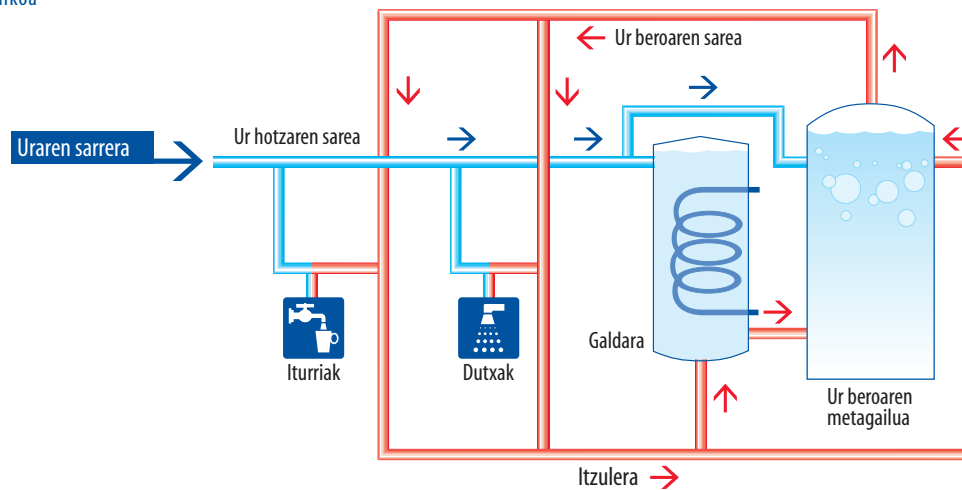 Ur beroaren sarea
Uraren sarrera
Ur hotzaren sarea
Galdara
Iturriak
Dutxak
Ur beroaren
metagailua
Itzulera